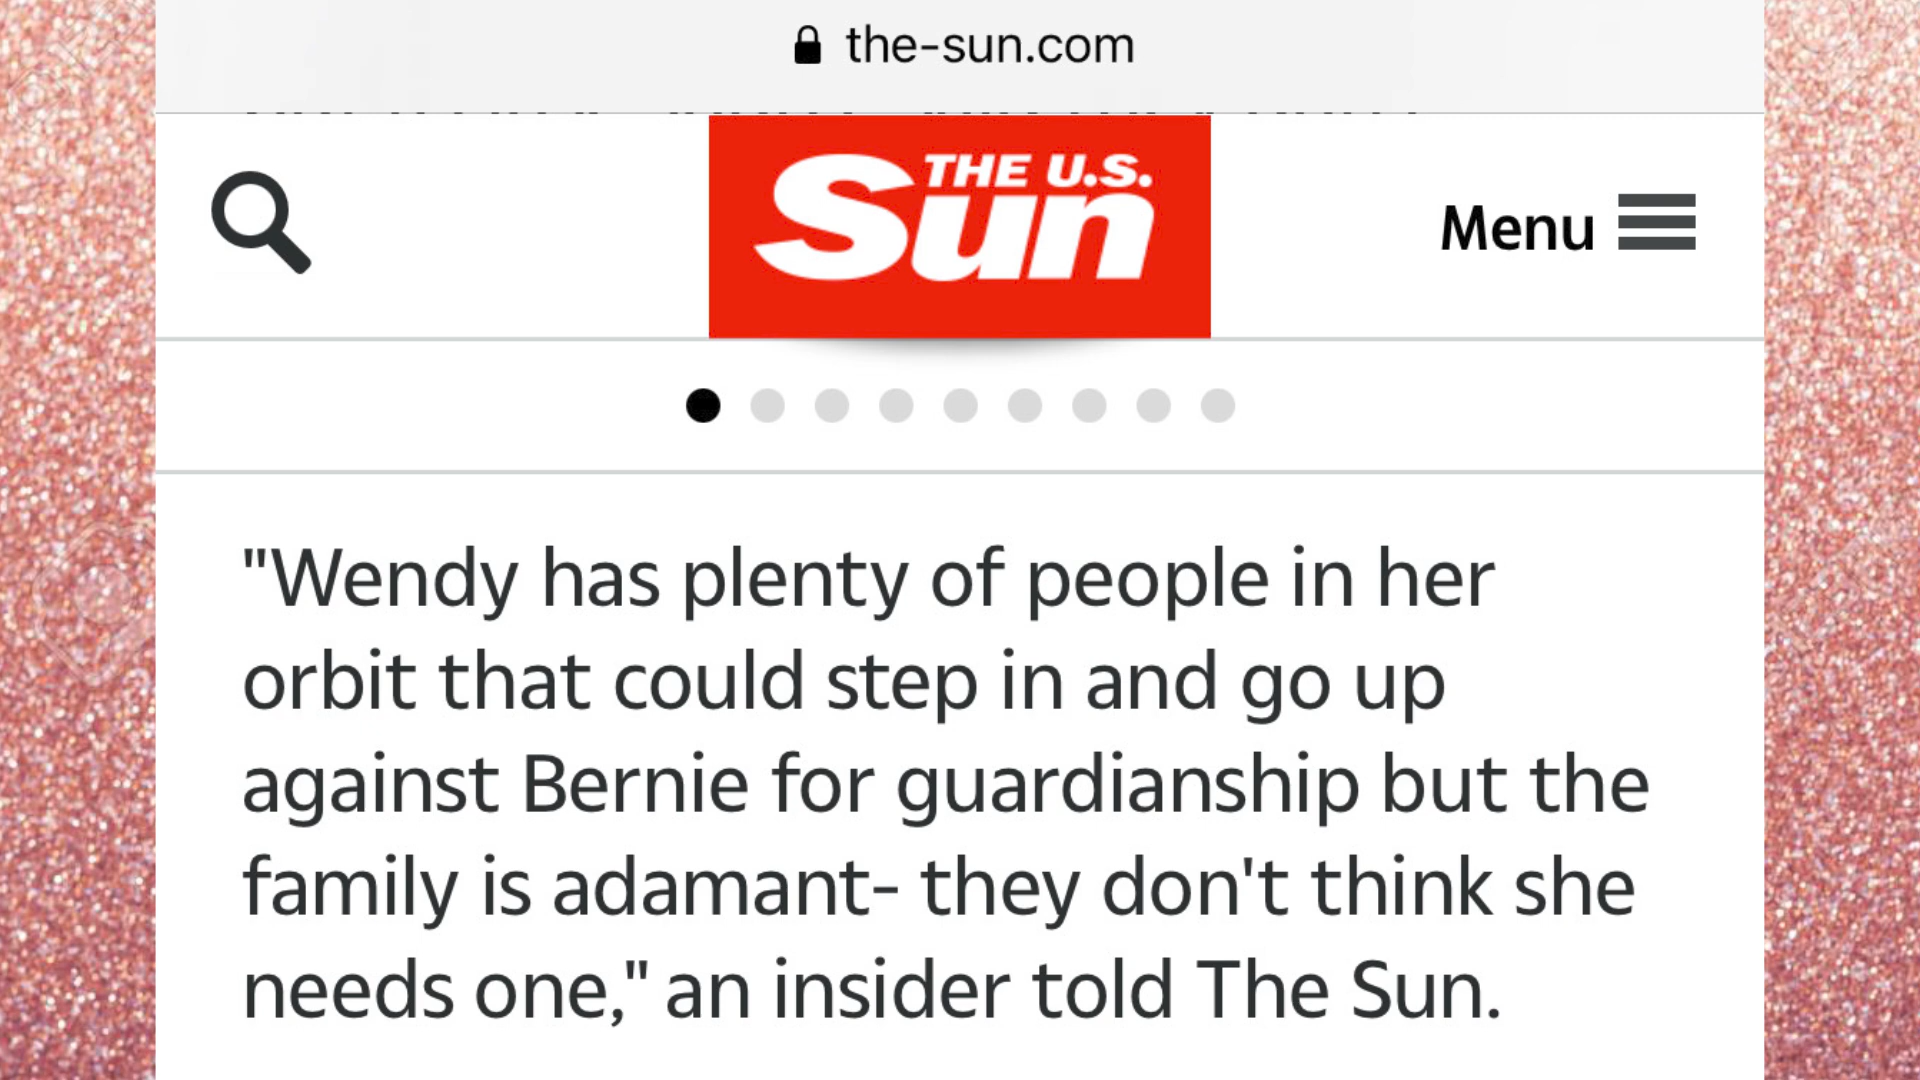 the-sun.com
THE U.S.
Sun
Menu
"Wendy has plenty of people in her
orbit that could step in and go up
against Bernie for guardianship but the
family is adamant- they don't think she
needs one," an insider told The Sun.